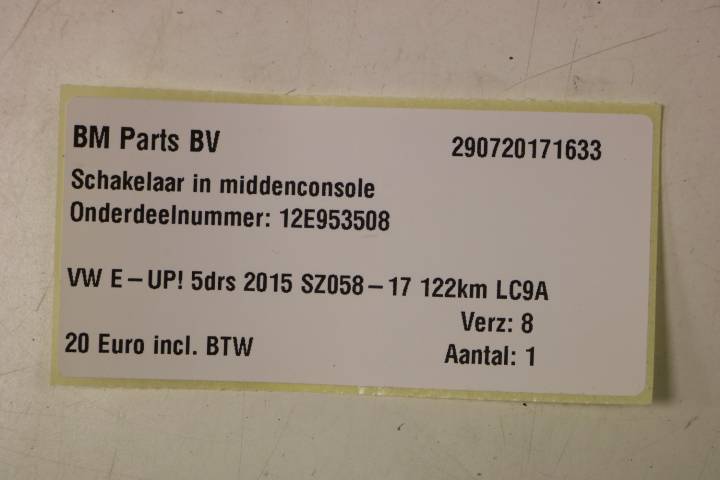 BM Parts BV 290720171633
Schakelaar in middenconsole
Onderdeelnummer: 12E953508
VW E-UP! 5drs 2015 SZ058-17 122km LC9A
Verz: 8
20 Euro incl. BTW Aantal: 1